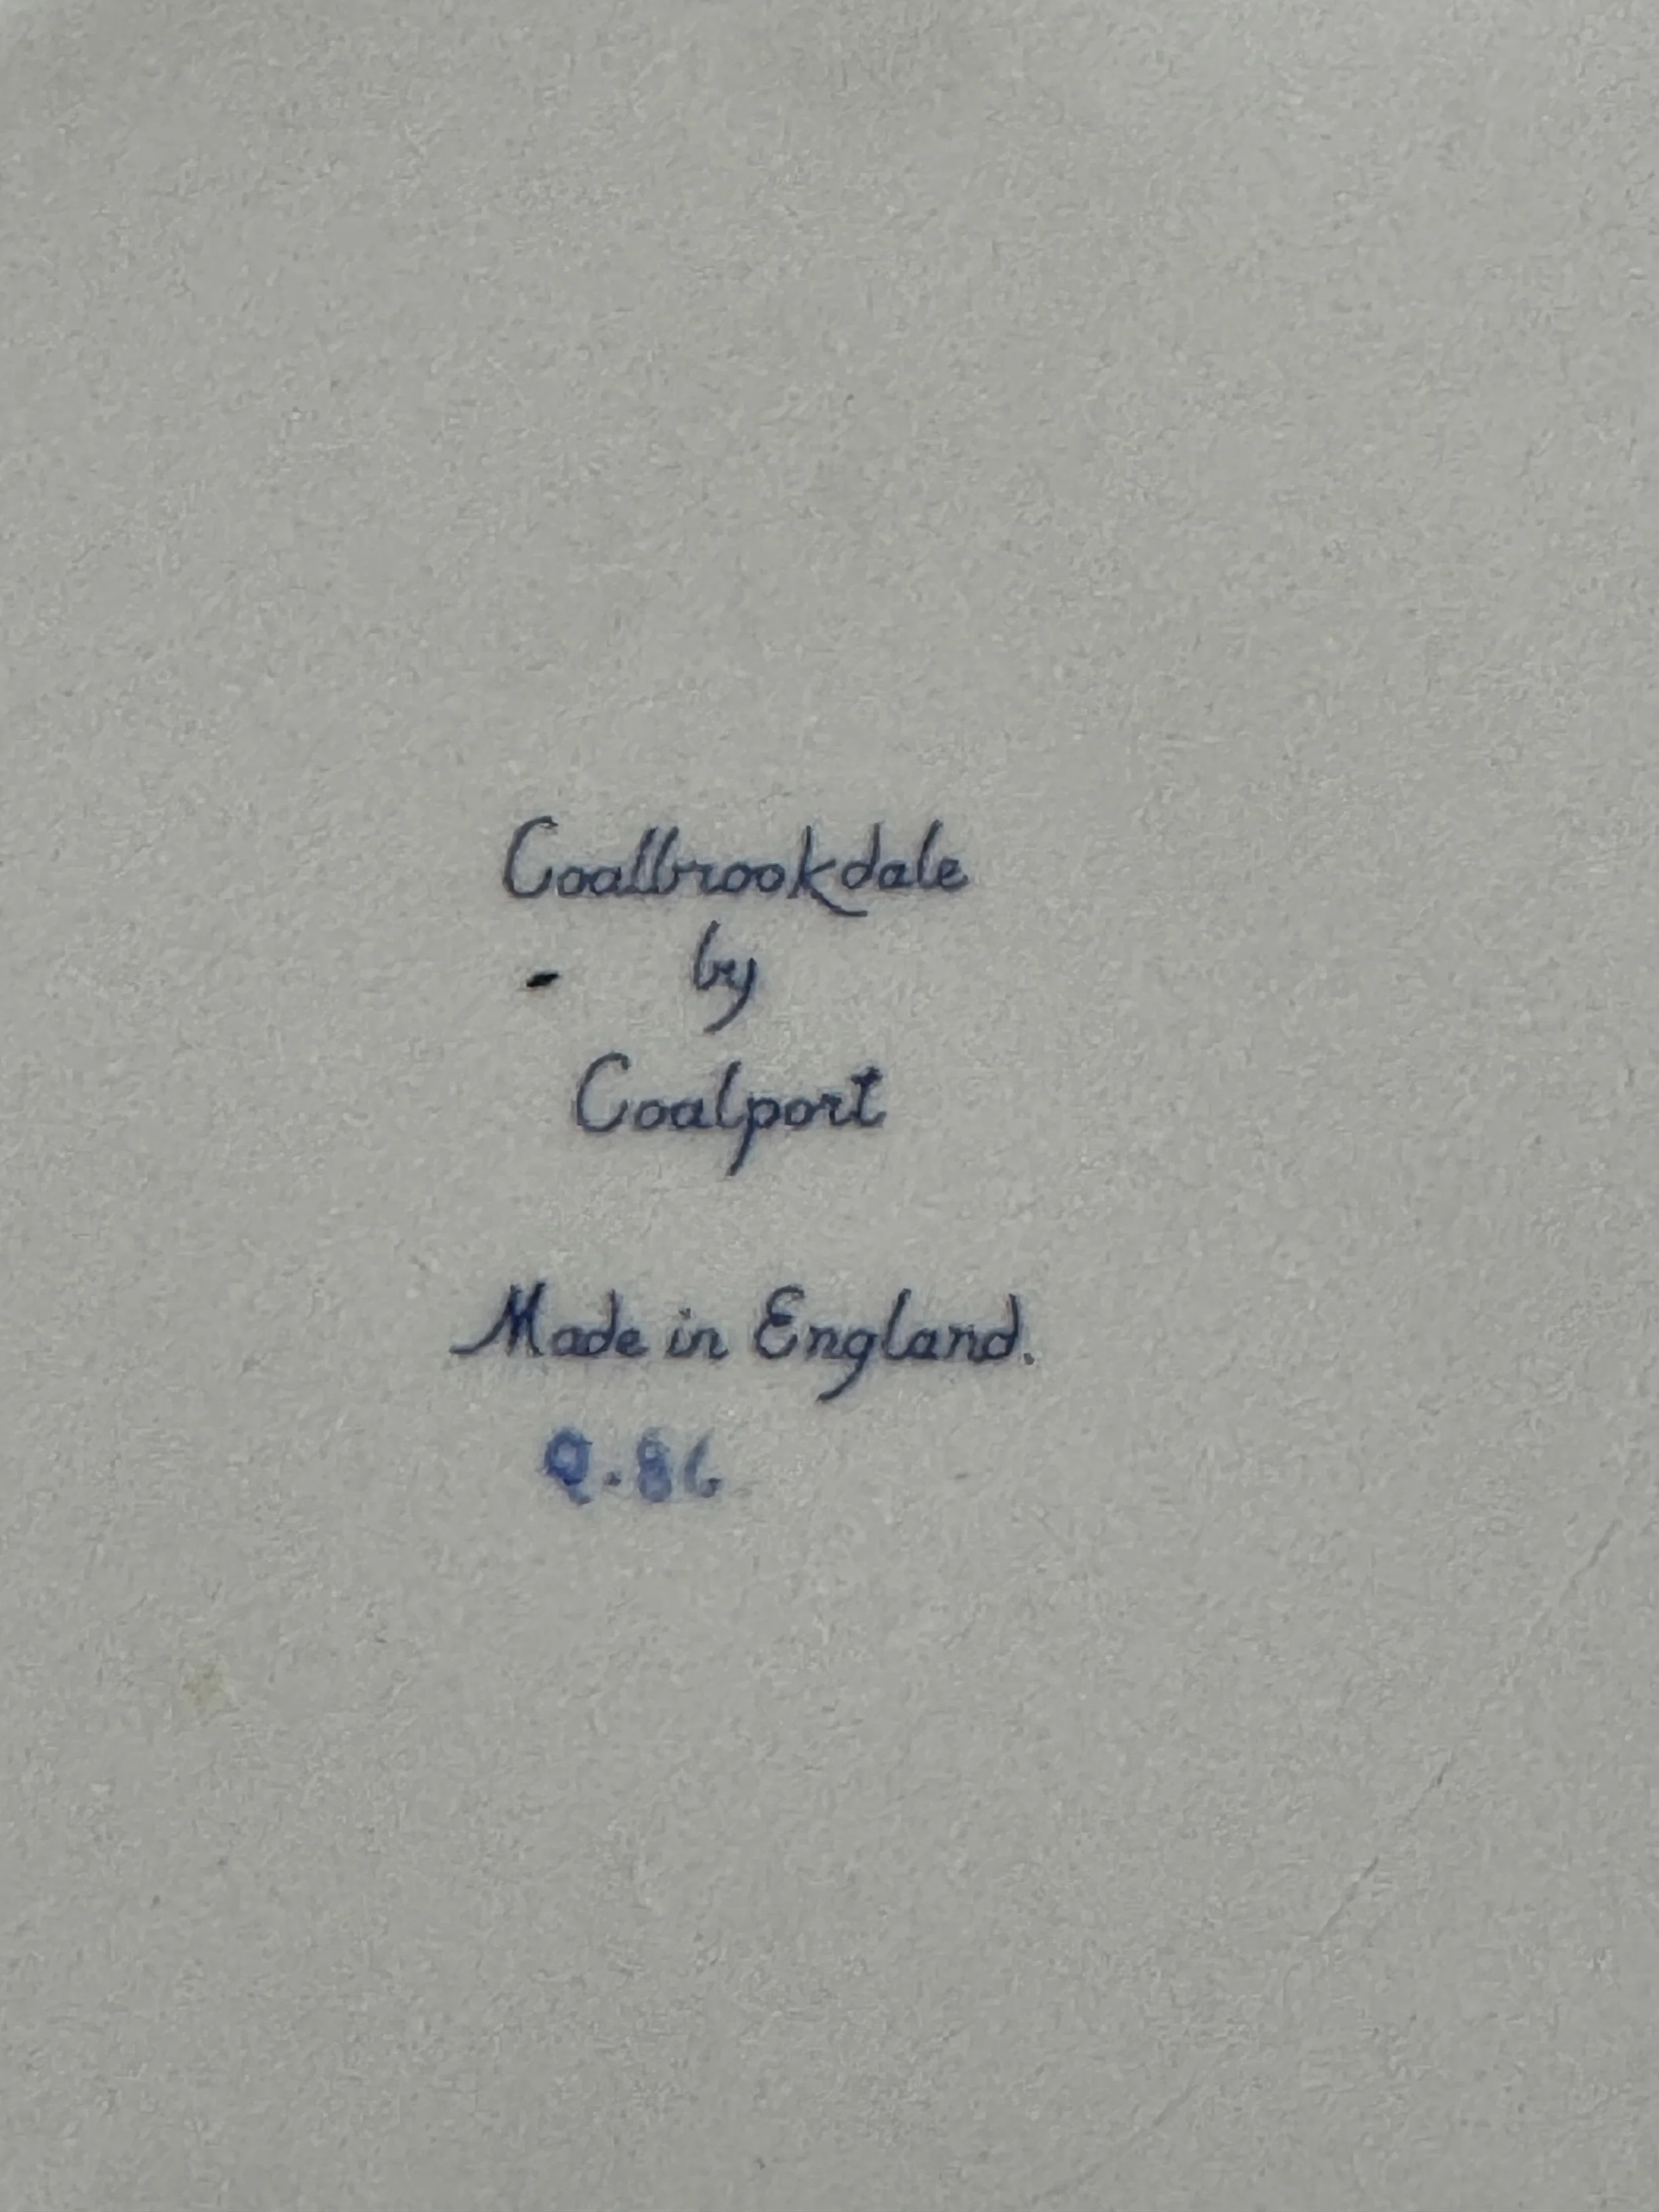 Coalbrookdale
by
Coalport
Made in England.
Q.86